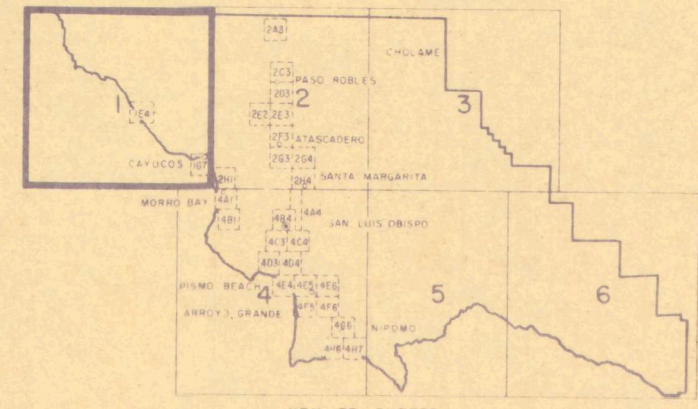 2A3
CHOLAME
2C3
PASO ROBLES
2D3
2
3
1
1E4
2E2 2E3
2F3
ATASCADERO
CAYUCOS
1G7
2G3 2G4
2H1
2H4
SANTA MARGARITA
MORRO BAY
4A1
4A4
4B1
4B4
SAN LUIS OBISPO
4C3 4C4
4D3 4D4
PISMO BEACH
4
4E4 4E5 4E6
5
6
ARROYO GRANDE
4F5 4F6
4G6
NIPOMO
4H6 4H7